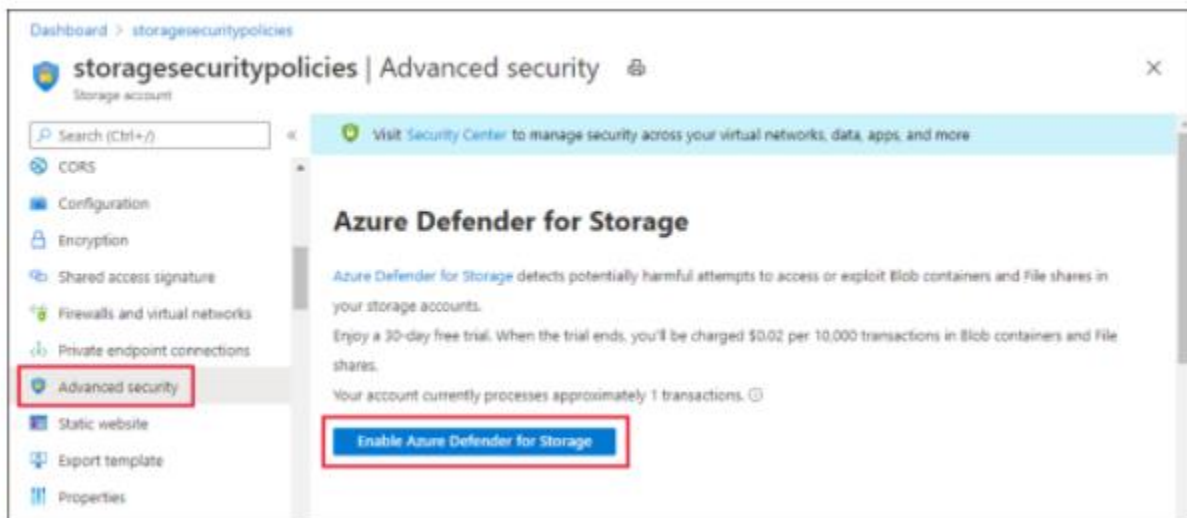 Dashboard > storagesecuritypolicies
storagesecuritypolicies | Advanced security
Storage account
Search (Ctrl+/)
«
Visit Security Center to manage security across your virtual networks, data, apps, and more
CORS
Configuration
Encryption
Shared access signature
Firewalls and virtual networks
Private endpoint connections
Advanced security
Static website
Export template
Properties
Azure Defender for Storage
Azure Defender for Storage detects potentially harmful attempts to access or exploit Blob containers and File shares in
your storage accounts.
Enjoy a 30-day free trial. When the trial ends, you'll be charged $0.02 per 10,000 transactions in Blob containers and File
shares.
Your account currently processes approximately 1 transactions.
Enable Azure Defender for Storage